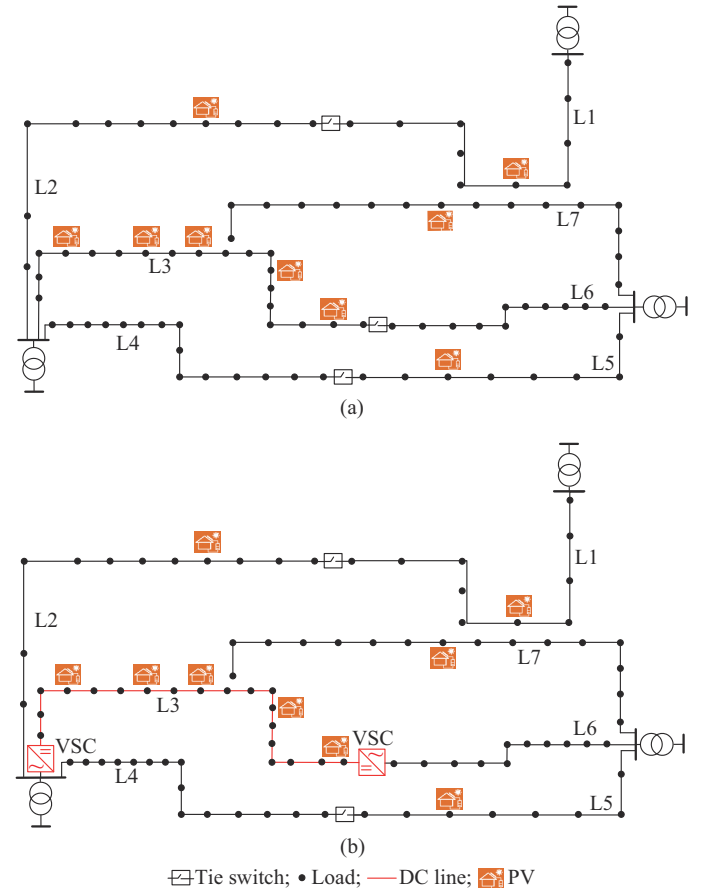 L1
L2
L7
L3
L6
L4
L5
(a)
L1
L2
L7
L3
VSC
VSC
L6
L4
L5
(b)
Tie switch; Load; DC line; PV